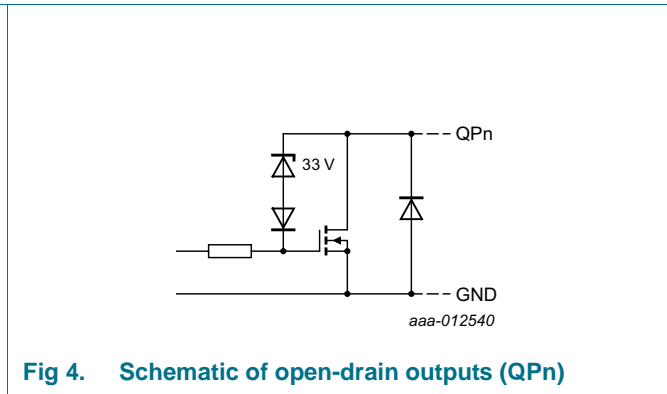 QPn
33 V
GND
aaa-012540
Fig 4. Schematic of open-drain outputs (QPn)